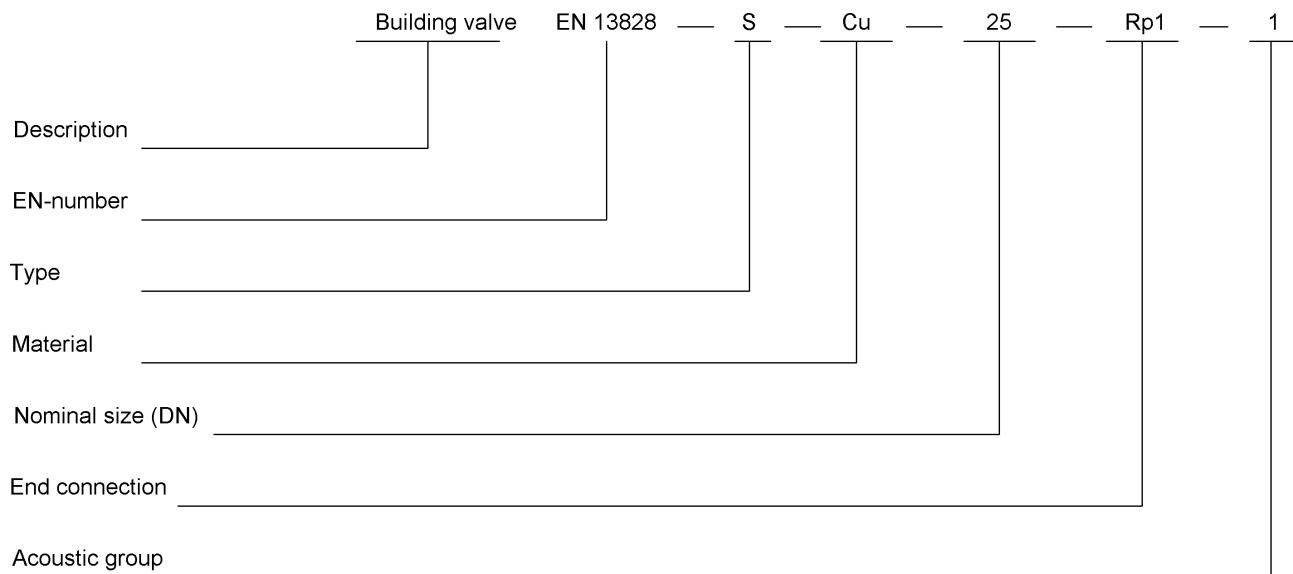 Building valve EN 13828 — S — Cu — 25 — Rp1 — 1
Description
EN-number
Type
Material
Nominal size (DN)
End connection
Acoustic group